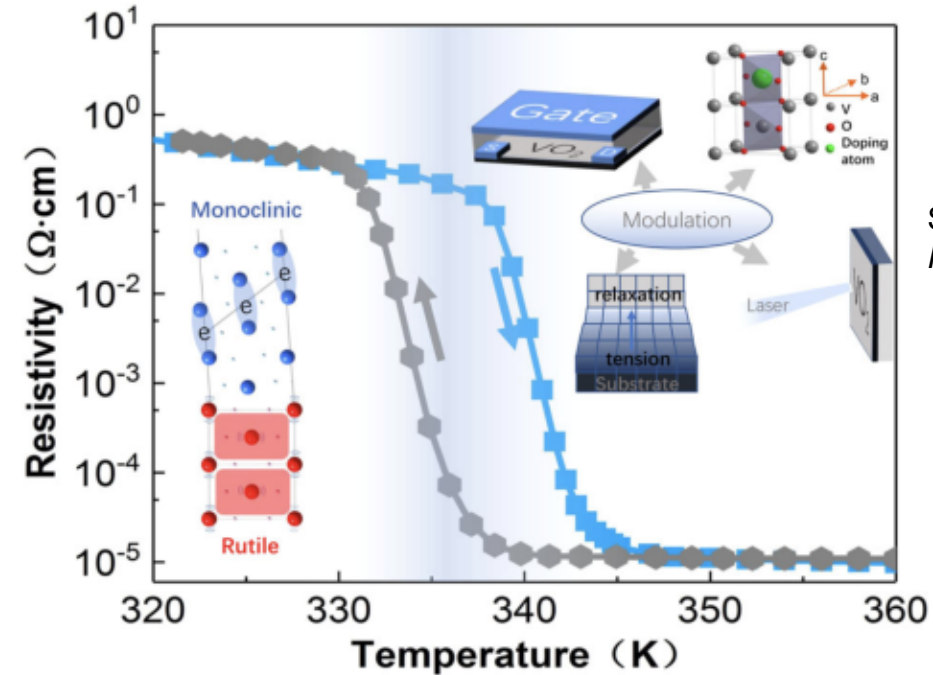 10¹
10⁰
10⁻¹
10⁻²
10⁻³
10⁻⁴
10⁻⁵
Resistivity（Ω·cm）
320
330
340
350
360
Temperature（K）
Monoclinic
e
e
e
Rutile
Gate
VO₂
S
D
c
b
a
V
O
Doping
atom
Modulation
relaxation
tension
Substrate
Laser
VO₂
S